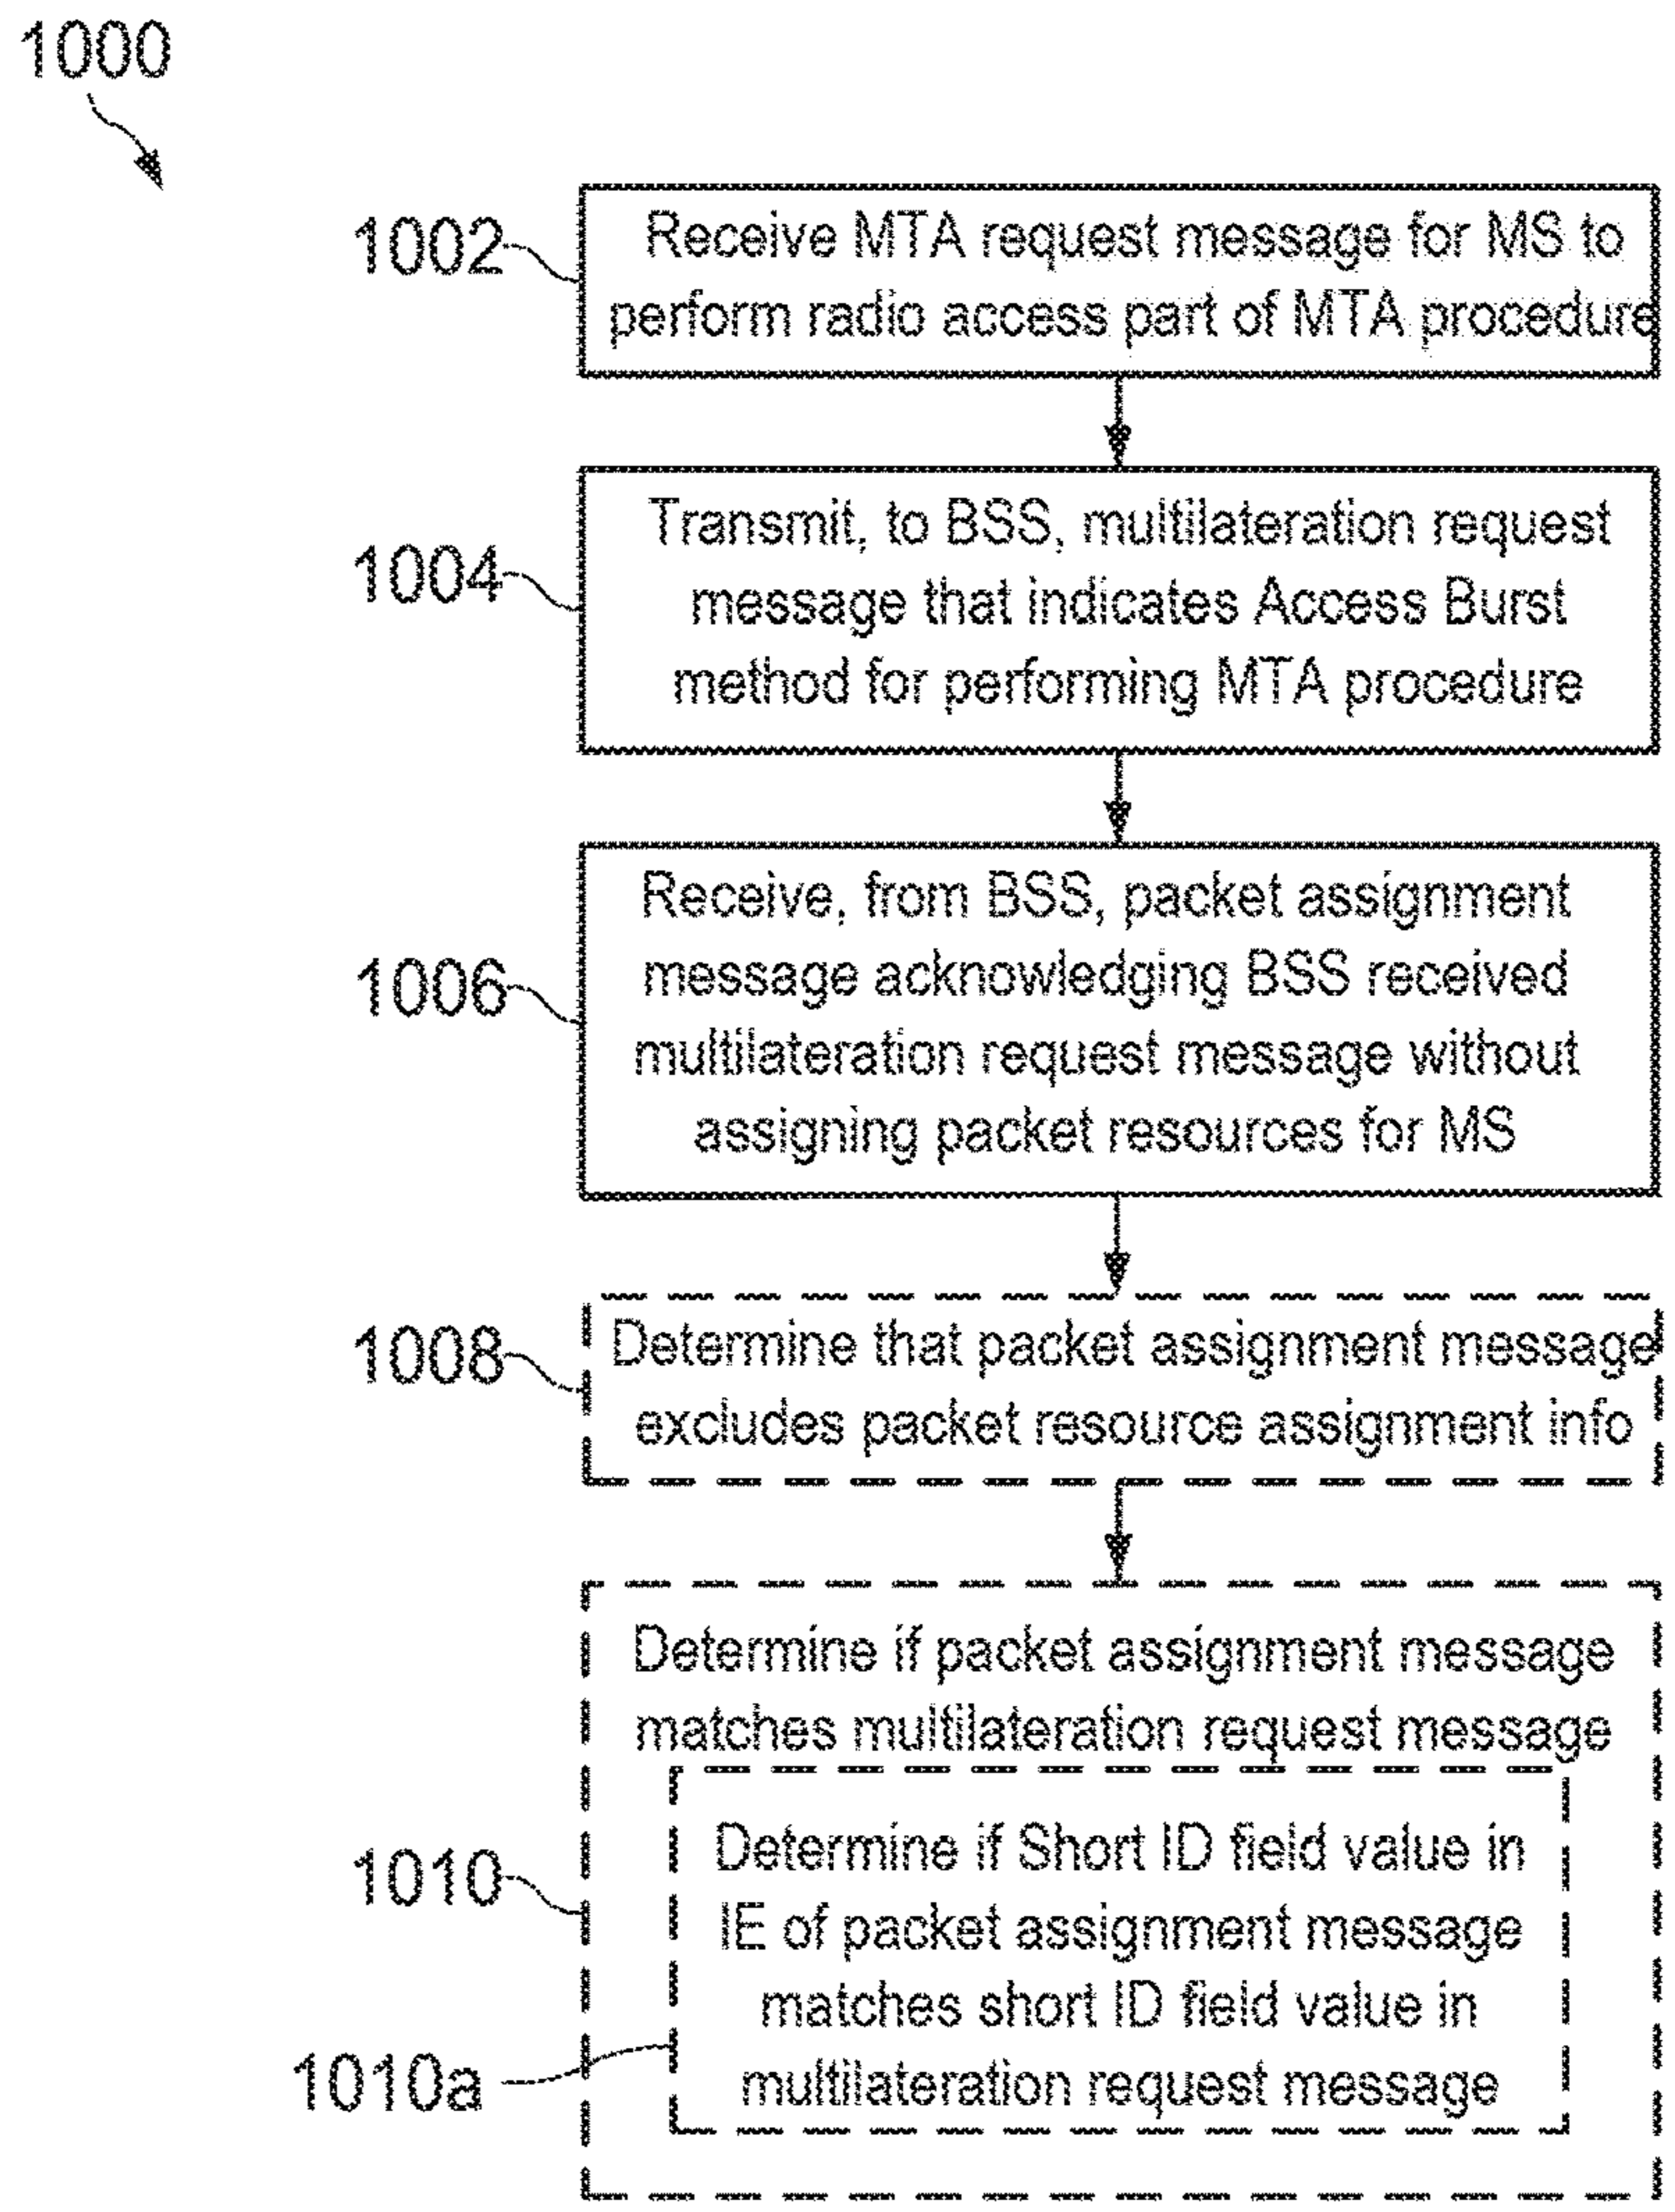 1000
1002
Receive MTA request message for MS to
perform radio access part of MTA procedure
1004
Transmit, to BSS, multilateration request
message that indicates Access Burst
method for performing MTA procedure
1006
Receive, from BSS, packet assignment
message acknowledging BSS received
multilateration request message without
assigning packet resources for MS
1008
Determine that packet assignment message
excludes packet resource assignment info
1010
Determine if packet assignment message
matches multilateration request message
1010a
Determine if Short ID field value in
IE of packet assignment message
matches short ID field value in
multilateration request message